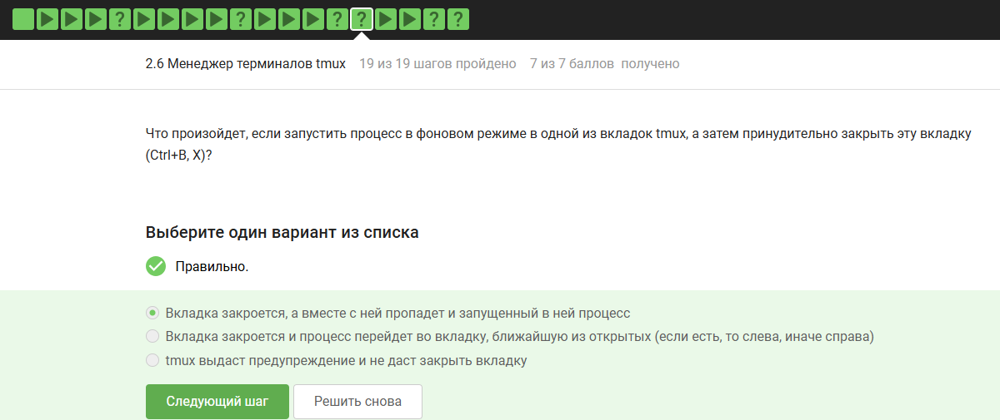 ? ? ? ? ? ?
2.6 Менеджер терминалов tmux 19 из 19 шагов пройдено 7 из 7 баллов получено
Что произойдет, если запустить процесс в фоновом режиме в одной из вкладок tmux, а затем принудительно закрыть эту вкладку
(Ctrl+B, X)?
Выберите один вариант из списка
Правильно.
Вкладка закроется, а вместе с ней пропадет и запущенный в ней процесс
Вкладка закроется и процесс перейдет во вкладку, ближайшую из открытых (если есть, то слева, иначе справа)
tmux выдаст предупреждение и не даст закрыть вкладку
Следующий шаг Решить снова